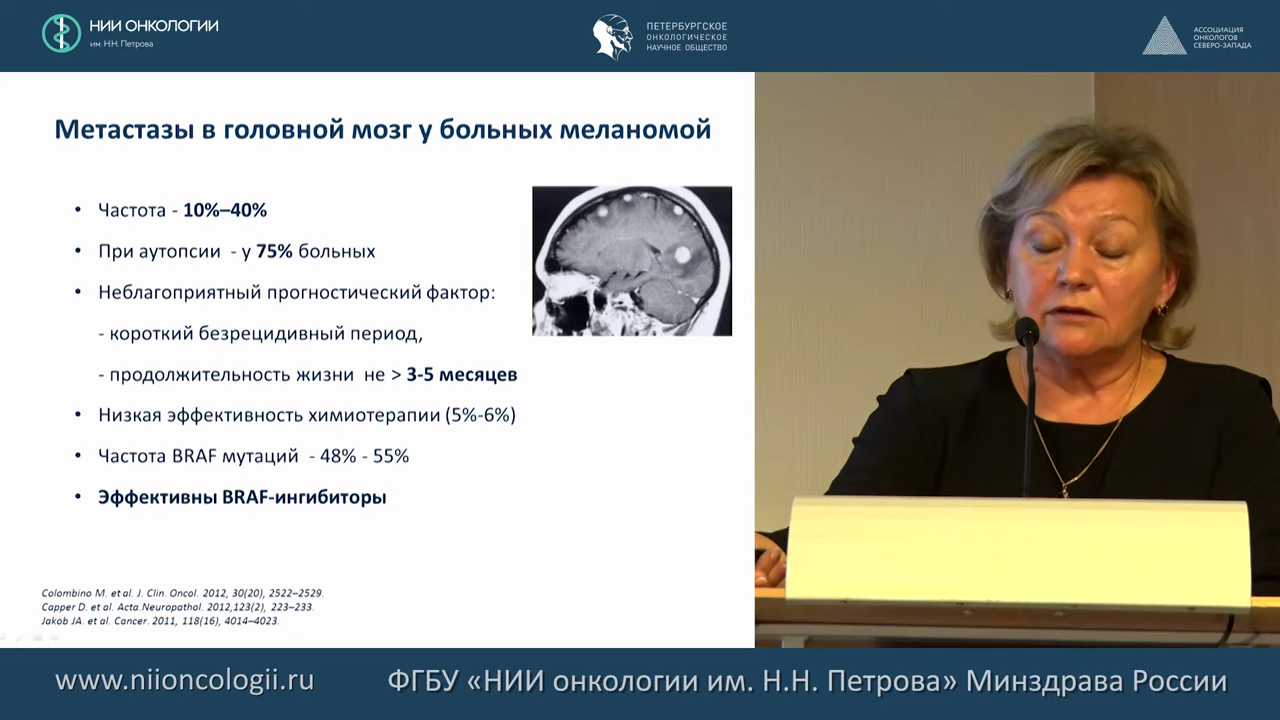 НИИ ОНКОЛОГИИ
им. Н.Н. Петрова
ПЕТЕРБУРГСКОЕ
ОНКОЛОГИЧЕСКОЕ
НАУЧНОЕ ОБЩЕСТВО
АССОЦИАЦИЯ
ОНКОЛОГОВ
СЕВЕРО-ЗАПАДА
Метастазы в головной мозг у больных меланомой
• Частота - 10%–40%
• При аутопсии - у 75% больных
• Неблагоприятный прогностический фактор:
- короткий безрецидивный период,
- продолжительность жизни не > 3-5 месяцев
• Низкая эффективность химиотерапии (5%-6%)
• Частота BRAF мутаций - 48% - 55%
• Эффективны BRAF-ингибиторы
Colombino M. et al. J. Clin. Oncol. 2012, 30(20), 2522–2529.
Capper D. et al. Acta Neuropathol. 2012,123(2), 223–233.
Jakob JA. et al. Cancer. 2011, 118(16), 4014–4023.
www.niioncologii.ru
ФГБУ «НИИ онкологии им. Н.Н. Петрова» Минздрава России